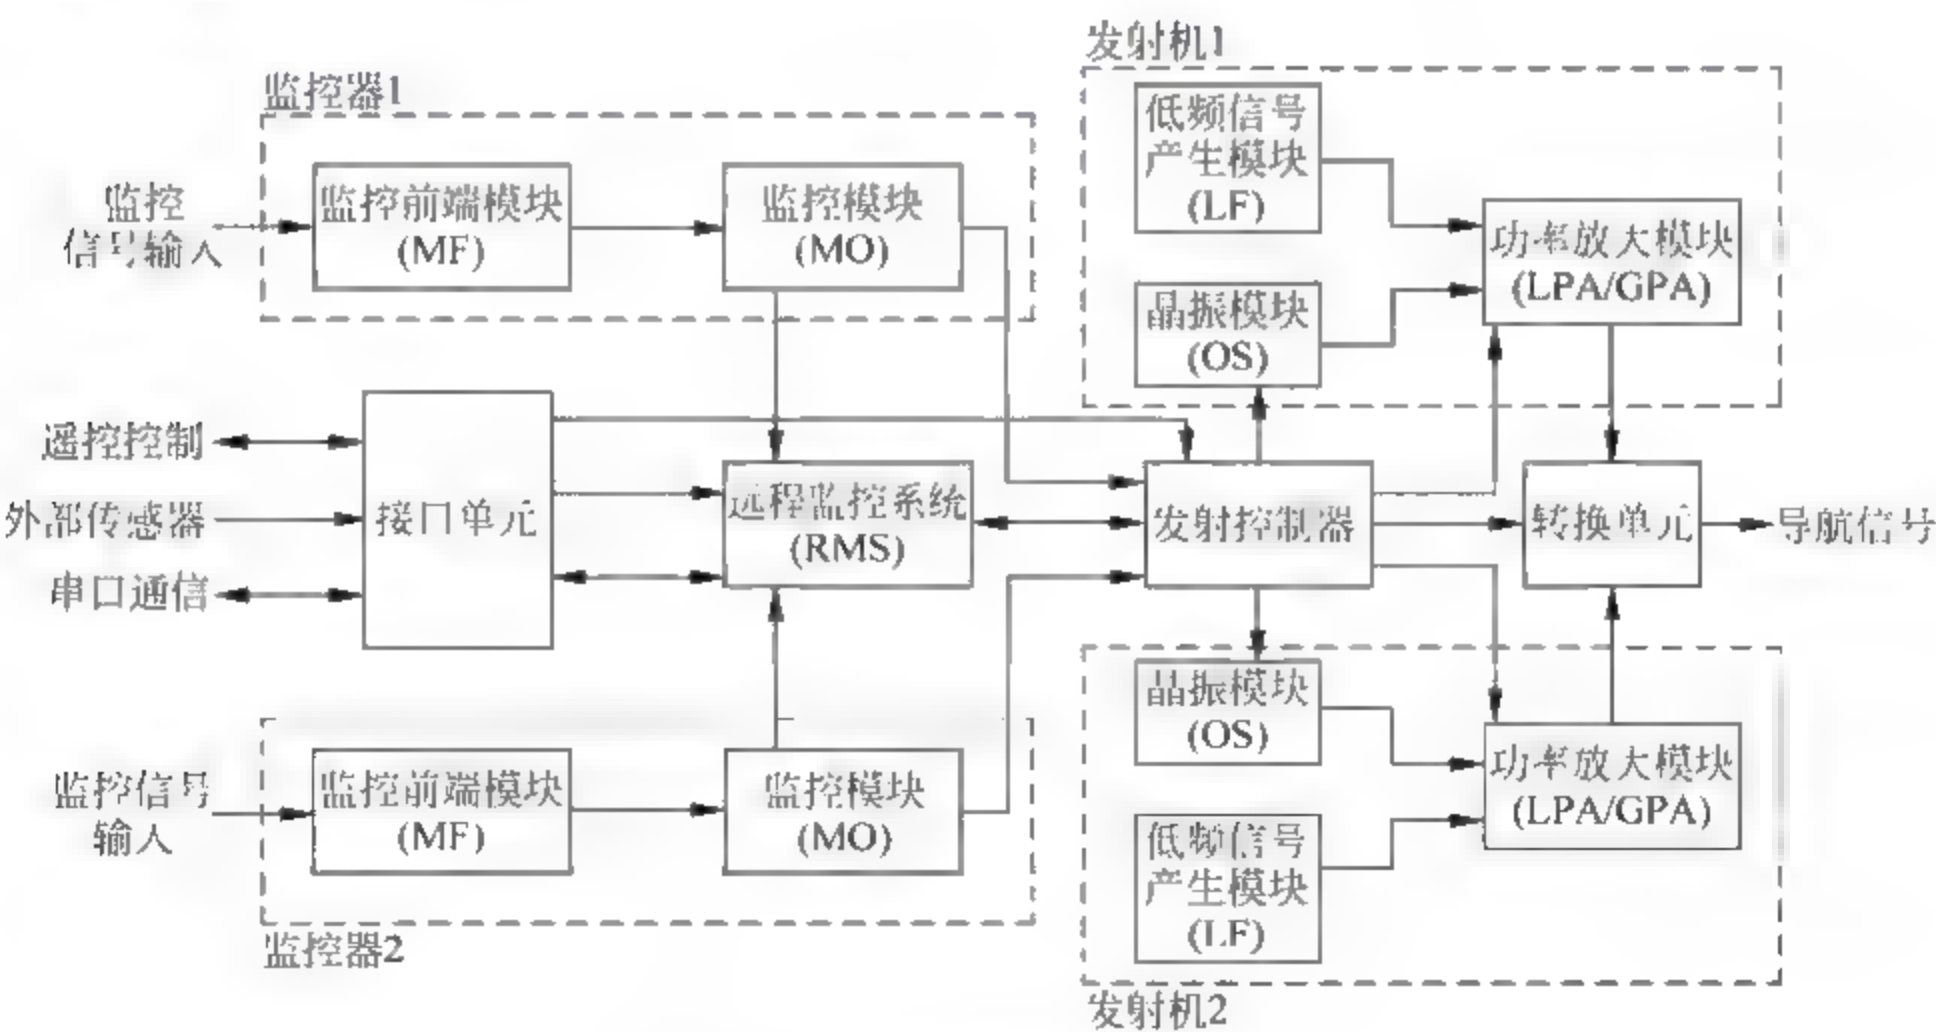 发射机1
监控器1
低频信号
产生模块
(LF)
监控
信号输入
监控前端模块
(MF)
监控模块
(MO)
功率放大模块
(LPA/GPA)
晶振模块
(OS)
遥控控制
外部传感器
串口通信
接口单元
远程监控系统
(RMS)
发射控制器
转换单元
导航信号
晶振模块
(OS)
监控信号
输入
监控前端模块
(MF)
监控模块
(MO)
功率放大模块
(LPA/GPA)
低频信号
产生模块
(LF)
监控器2
发射机2